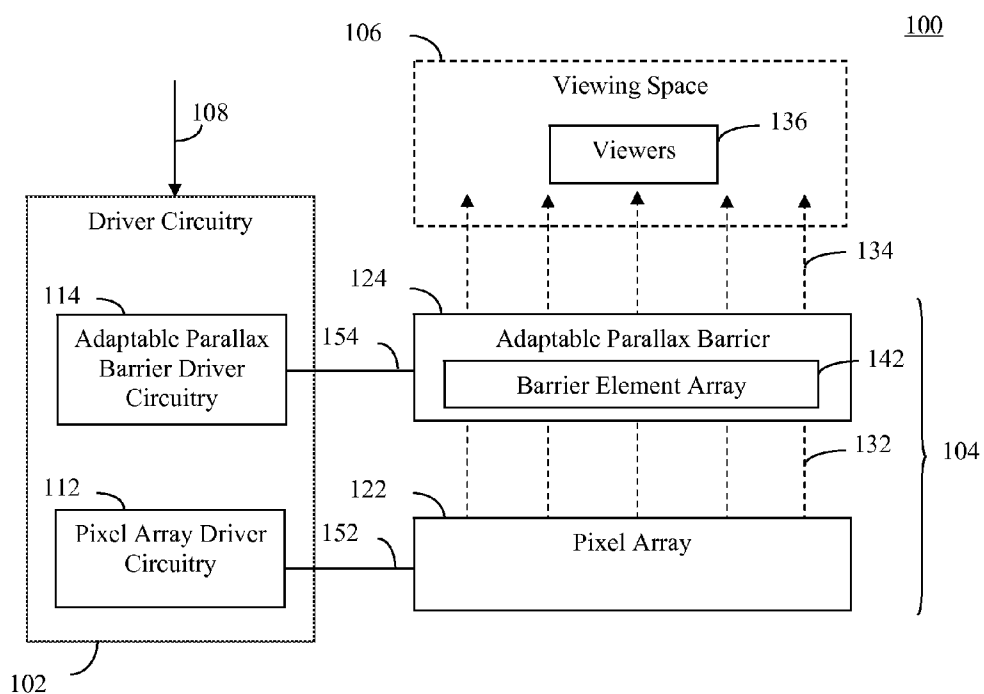 100
106
Viewing Space
108
136
Viewers
Driver Circuitry
134
114
124
Adaptable Parallax
Barrier Driver
Circuitry
154
Adaptable Parallax Barrier
142
Barrier Element Array
132
104
112
122
Pixel Array Driver
Circuitry
152
Pixel Array
102